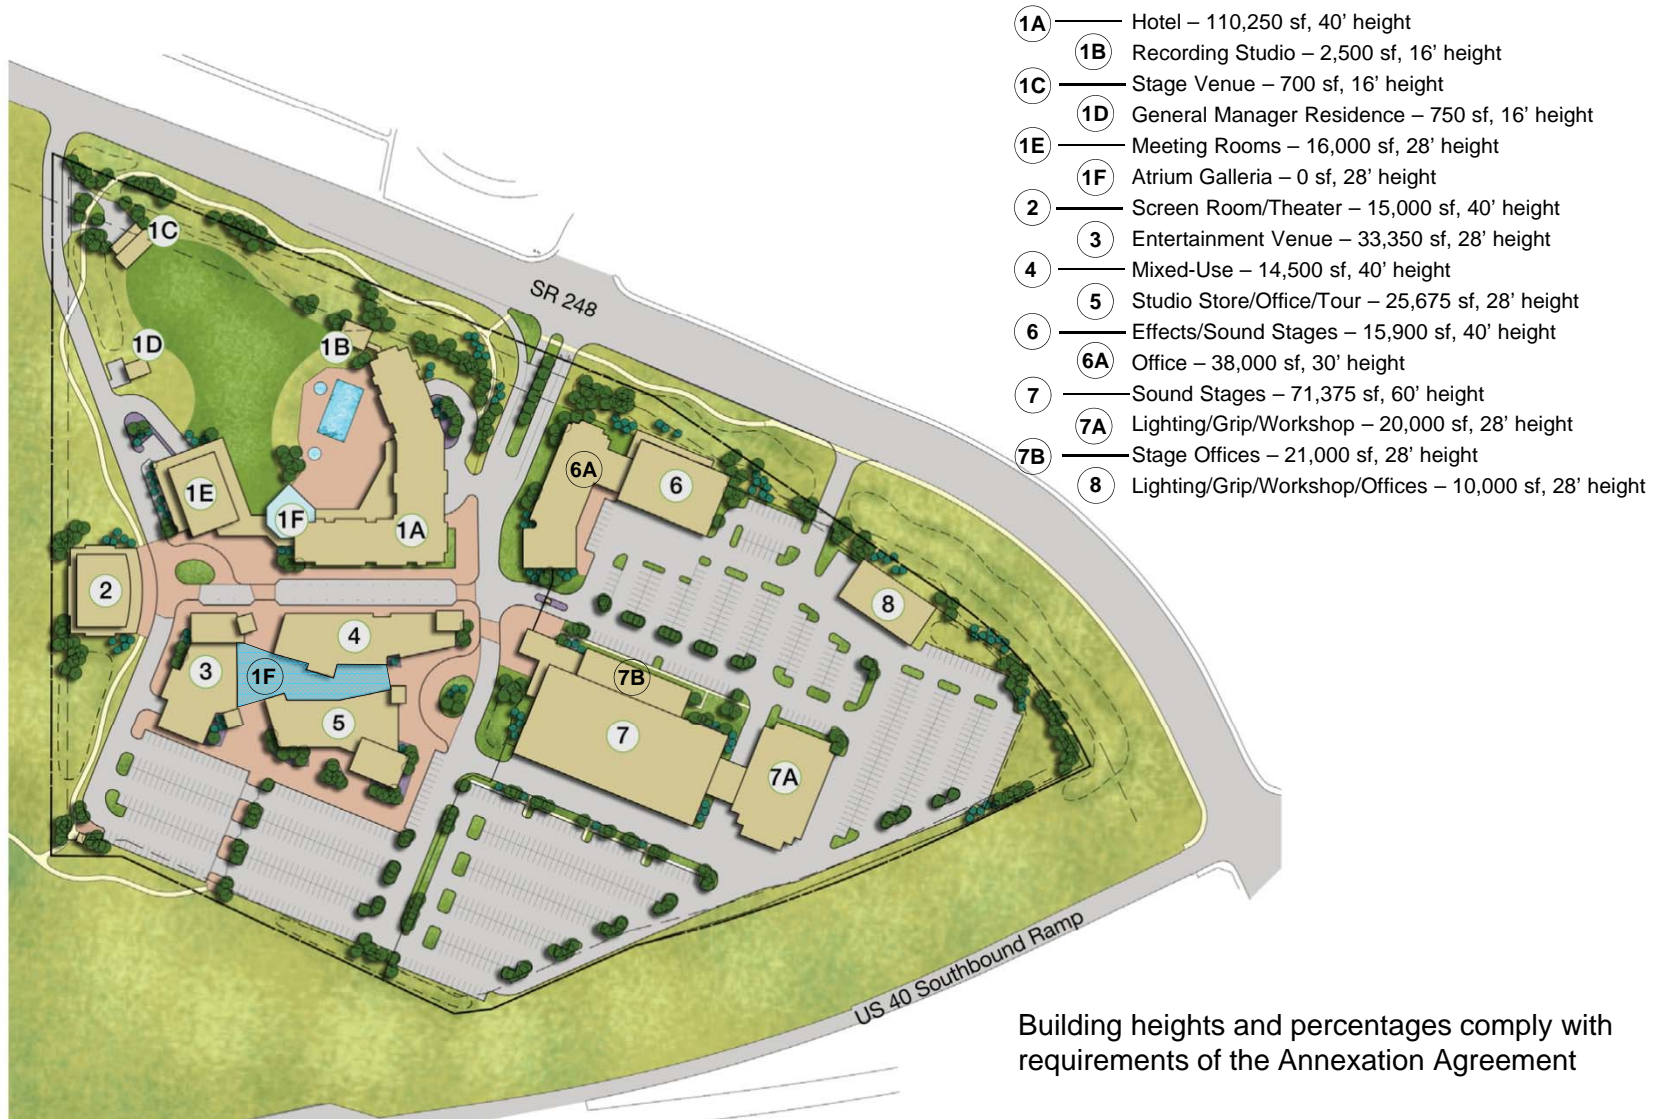 1A Hotel – 110,250 sf, 40' height
1B Recording Studio – 2,500 sf, 16' height
1C Stage Venue – 700 sf, 16' height
1D General Manager Residence – 750 sf, 16' height
1E Meeting Rooms – 16,000 sf, 28' height
1F Atrium Galleria – 0 sf, 28' height
2 Screen Room/Theater – 15,000 sf, 40' height
3 Entertainment Venue – 33,350 sf, 28' height
4 Mixed-Use – 14,500 sf, 40' height
5 Studio Store/Office/Tour – 25,675 sf, 28' height
6 Effects/Sound Stages – 15,900 sf, 40' height
6A Office – 38,000 sf, 30' height
7 Sound Stages – 71,375 sf, 60' height
7A Lighting/Grip/Workshop – 20,000 sf, 28' height
7B Stage Offices – 21,000 sf, 28' height
8 Lighting/Grip/Workshop/Offices – 10,000 sf, 28' height
1C
SR 248
1D
1B
6A
6
1E
1F
1A
2
8
4
3
1F
7B
5
7
7A
US 40 Southbound Ramp
Building heights and percentages comply with
requirements of the Annexation Agreement